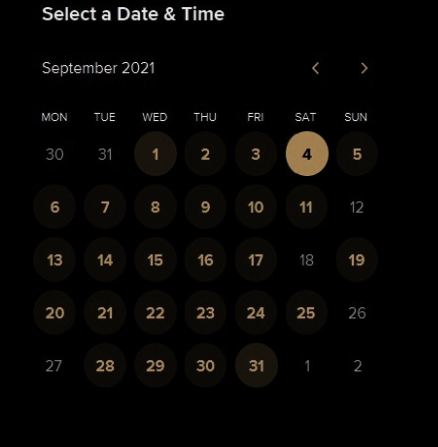 Select a Date & Time
September 2021
MON TUE WED THU FRI SAT SUN
30 31 1 2 3 4 5
6 7 8 9 10 11 12
13 14 15 16 17 18 19
20 21 22 23 24 25 26
27 28 29 30 31 1 2